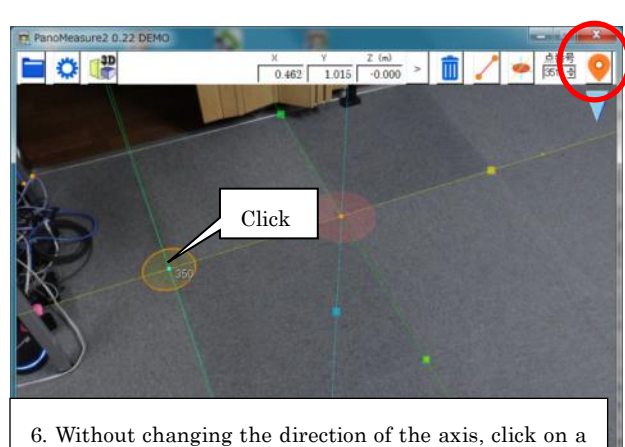 PanoMeasure2 0.22 DEMO
3D
X Y Z (m)
0.462 1.015 -0.000 >
Click
350
6. Without changing the direction of the axis, click on a